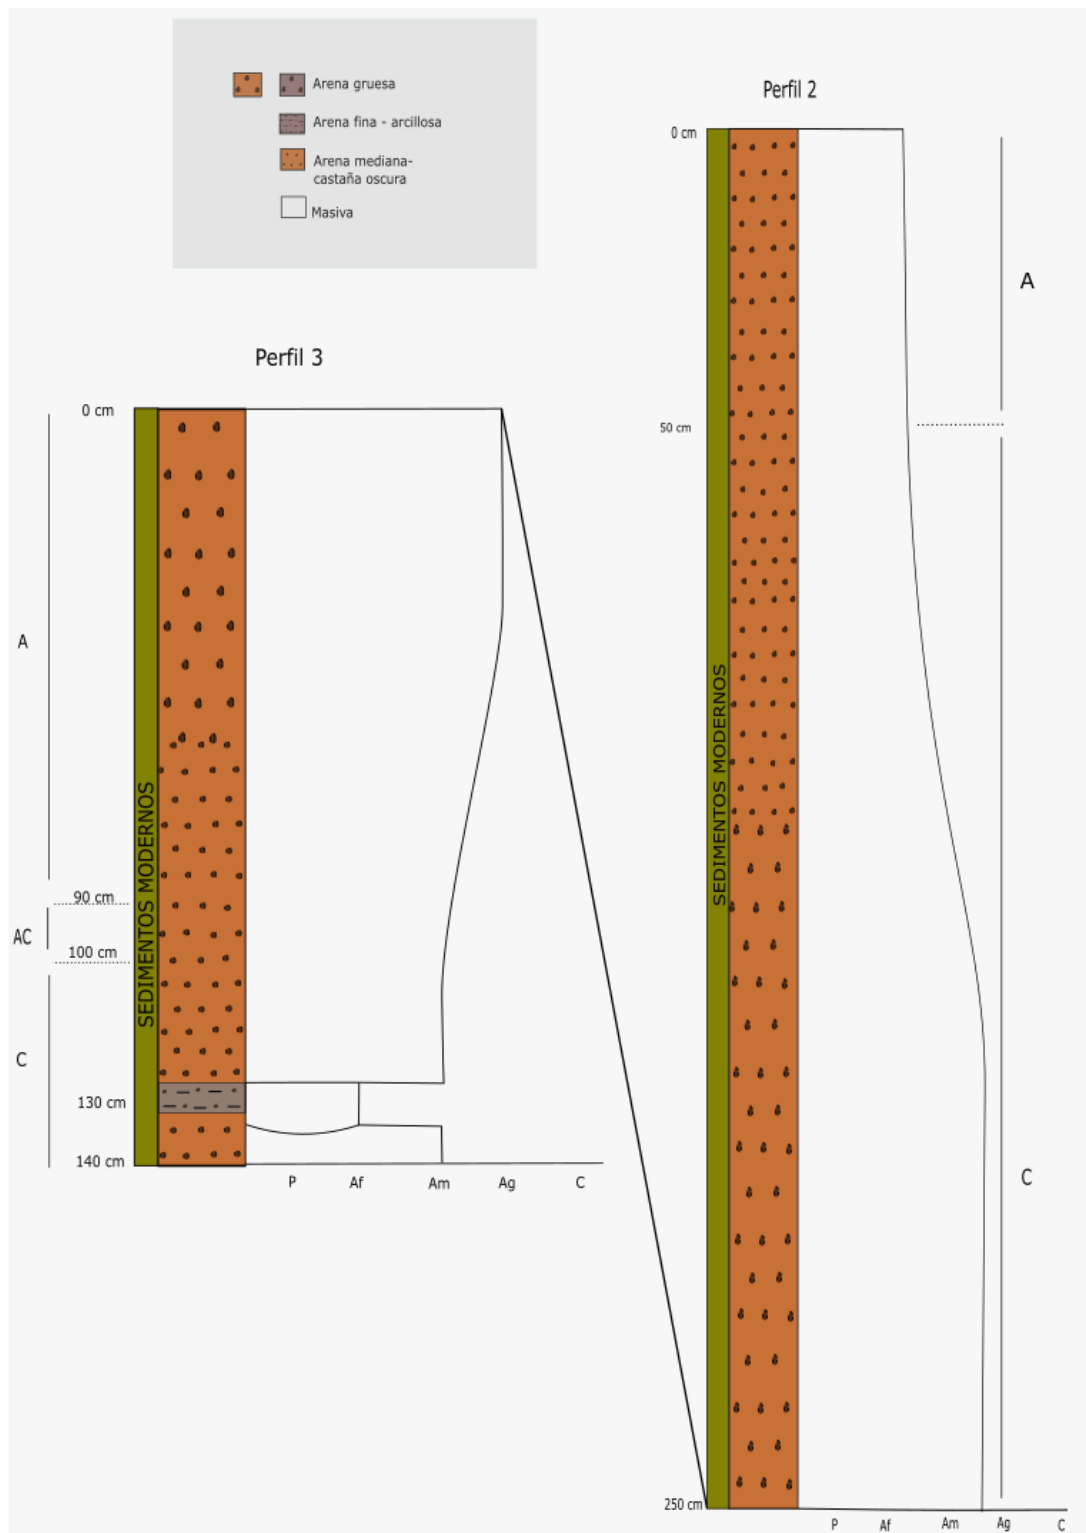 Arena gruesa
Arena fina - arcillosa
Arena mediana-
castaña oscura
Masiva
Perfil 2
0 cm
A
50 cm
SEDIMENTOS MODERNOS
C
250 cm
P Af Am Ag C
Perfil 3
0 cm
A
SEDIMENTOS MODERNOS
90 cm
AC
100 cm
C
130 cm
140 cm
P Af Am Ag C